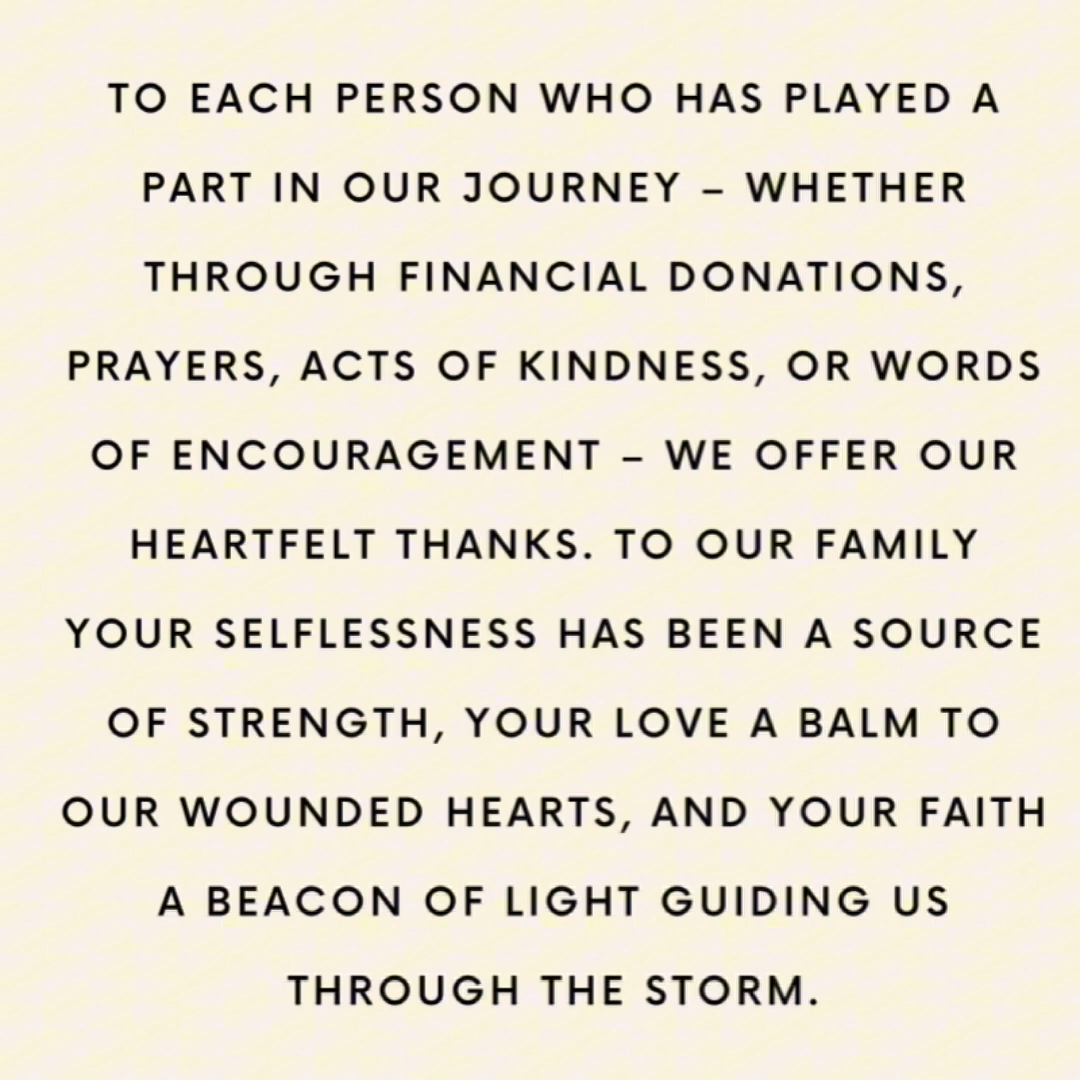 TO EACH PERSON WHO HAS PLAYED A
PART IN OUR JOURNEY – WHETHER
THROUGH FINANCIAL DONATIONS,
PRAYERS, ACTS OF KINDNESS, OR WORDS
OF ENCOURAGEMENT – WE OFFER OUR
HEARTFELT THANKS. TO OUR FAMILY
YOUR SELFLESSNESS HAS BEEN A SOURCE
OF STRENGTH, YOUR LOVE A BALM TO
OUR WOUNDED HEARTS, AND YOUR FAITH
A BEACON OF LIGHT GUIDING US
THROUGH THE STORM.